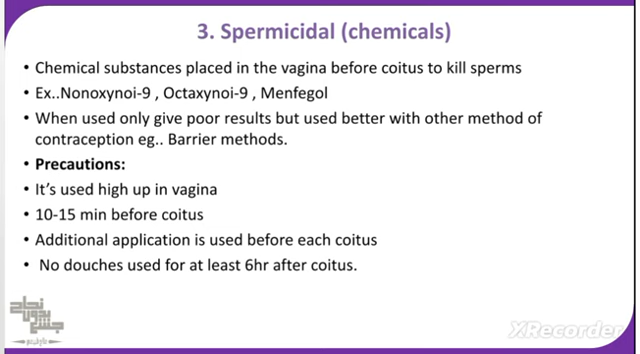 3. Spermicidal (chemicals)
• Chemical substances placed in the vagina before coitus to kill sperms
• Ex..Nonoxynoi-9 , Octaxynoi-9 , Menfegol
• When used only give poor results but used better with other method of
contraception eg.. Barrier methods.
• Precautions:
• It’s used high up in vagina
• 10-15 min before coitus
• Additional application is used before each coitus
• No douches used for at least 6hr after coitus.
XRecorder